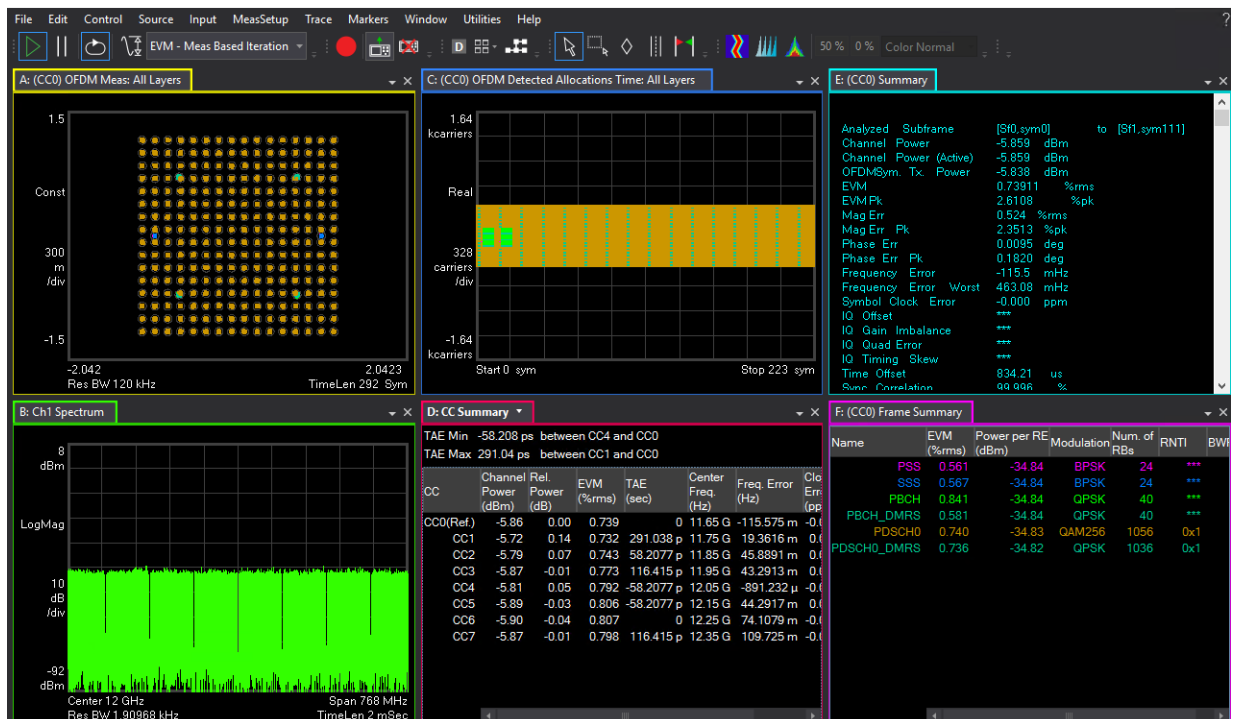 File Edit Control Source Input MeasSetup Trace Markers Window Utilities Help ?
EVM - Meas Based Iteration D 50 % 0 % Color Normal
A: (CC0) OFDM Meas: All Layers
1.5
Const
300
m
/div
-1.5
-2.042 2.0423
Res BW 120 kHz TimeLen 292 Sym
C: (CC0) OFDM Detected Allocations Time: All Layers
1.64
kcarriers
Real
328
carriers
/div
-1.64
kcarriers
Start 0 sym Stop 223 sym
E: (CC0) Summary
Analyzed Subframe [Sf0,sym0] to [Sf1,sym111]
Channel Power -5.859 dBm
Channel Power (Active) -5.859 dBm
OFDMSym. Tx. Power -5.838 dBm
EVM 0.73911 %rms
EVM Pk 2.6108 %pk
Mag Err 0.524 %rms
Mag Err Pk 2.3513 %pk
Phase Err 0.0095 deg
Phase Err Pk 0.1820 deg
Frequency Error -115.5 mHz
Frequency Error Worst 463.08 mHz
Symbol Clock Error -0.000 ppm
IQ Offset ***
IQ Gain Imbalance ***
IQ Quad Error ***
IQ Timing Skew ***
Time Offset 834.21 us
Sync Correlation 99.996 %
B: Ch1 Spectrum
8
dBm
LogMag
10
dB
/div
-92
dBm
Center 12 GHz Span 768 MHz
Res BW 1.90968 kHz TimeLen 2 mSec
D: CC Summary
TAE Min -58.208 ps between CC4 and CC0
TAE Max 291.04 ps between CC1 and CC0
CC Channel Power (dBm) Rel. Power (dB) EVM (%rms) TAE (sec) Center Freq. (Hz) Freq. Error (Hz) Clo Err (pp
CC0(Ref.) -5.86 0.00 0.739 0 11.65 G -115.575 m -0.0
CC1 -5.72 0.14 0.732 291.038 p 11.75 G 19.3616 m -0.0
CC2 -5.79 0.07 0.743 58.2077 p 11.85 G 45.8891 m 0.0
CC3 -5.87 -0.01 0.773 116.415 p 11.95 G 43.2913 m 0.0
CC4 -5.81 0.05 0.792 -58.2077 p 12.05 G -891.232 µ -0.0
CC5 -5.89 -0.03 0.806 -58.2077 p 12.15 G 44.2917 m 0.0
CC6 -5.90 -0.04 0.807 0 12.25 G 74.1079 m -0.0
CC7 -5.87 -0.01 0.798 116.415 p 12.35 G 109.725 m -0.0
F: (CC0) Frame Summary
Name EVM (%rms) Power per RE (dBm) Modulation Num. of RBs RNTI BWP
PSS 0.561 -34.84 BPSK 24 ***
SSS 0.567 -34.84 BPSK 24 ***
PBCH 0.841 -34.84 QPSK 40 ***
PBCH_DMRS 0.581 -34.84 QPSK 40 ***
PDSCH0 0.740 -34.83 QAM256 1056 0x1
PDSCH0_DMRS 0.736 -34.82 QPSK 1036 0x1